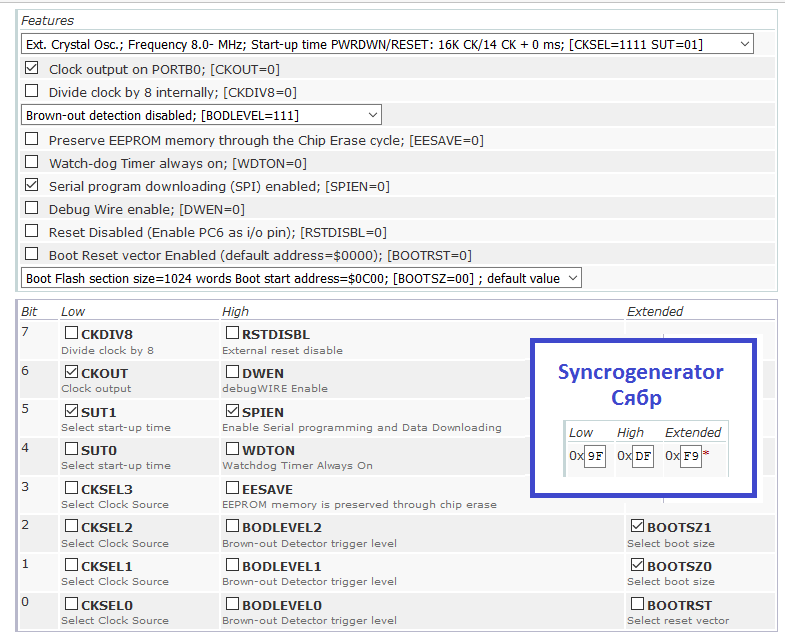 Features
Ext. Crystal Osc.; Frequency 8.0- MHz; Start-up time PWRDWN/RESET: 16K CK/14 CK + 0 ms; [CKSEL=1111 SUT=01]
Clock output on PORTB0; [CKOUT=0]
Divide clock by 8 internally; [CKDIV8=0]
Brown-out detection disabled; [BODLEVEL=111]
Preserve EEPROM memory through the Chip Erase cycle; [EESAVE=0]
Watch-dog Timer always on; [WDTON=0]
Serial program downloading (SPI) enabled; [SPIEN=0]
Debug Wire enable; [DWEN=0]
Reset Disabled (Enable PC6 as i/o pin); [RSTDISBL=0]
Boot Reset vector Enabled (default address=$0000); [BOOTRST=0]
Boot Flash section size=1024 words Boot start address=$0C00; [BOOTSZ=00] ; default value
Bit Low High Extended
7 CKDIV8 RSTDISBL
Divide clock by 8 External reset disable
6 CKOUT DWEN
Clock output debugWIRE Enable
5 SUT1 SPIEN
Select start-up time Enable Serial programming and Data Downloading
4 SUT0 WDTON
Select start-up time Watchdog Timer Always On
3 CKSEL3 EESAVE
Select Clock Source EEPROM memory is preserved through chip erase
2 CKSEL2 BODLEVEL2 BOOTSZ1
Select Clock Source Brown-out Detector trigger level Select boot size
1 CKSEL1 BODLEVEL1 BOOTSZ0
Select Clock Source Brown-out Detector trigger level Select boot size
0 CKSEL0 BODLEVEL0 BOOTRST
Select Clock Source Brown-out Detector trigger level Select reset vector
Syncrogenerator
Сябр
Low High Extended
0x 9F 0x DF 0x F9 *